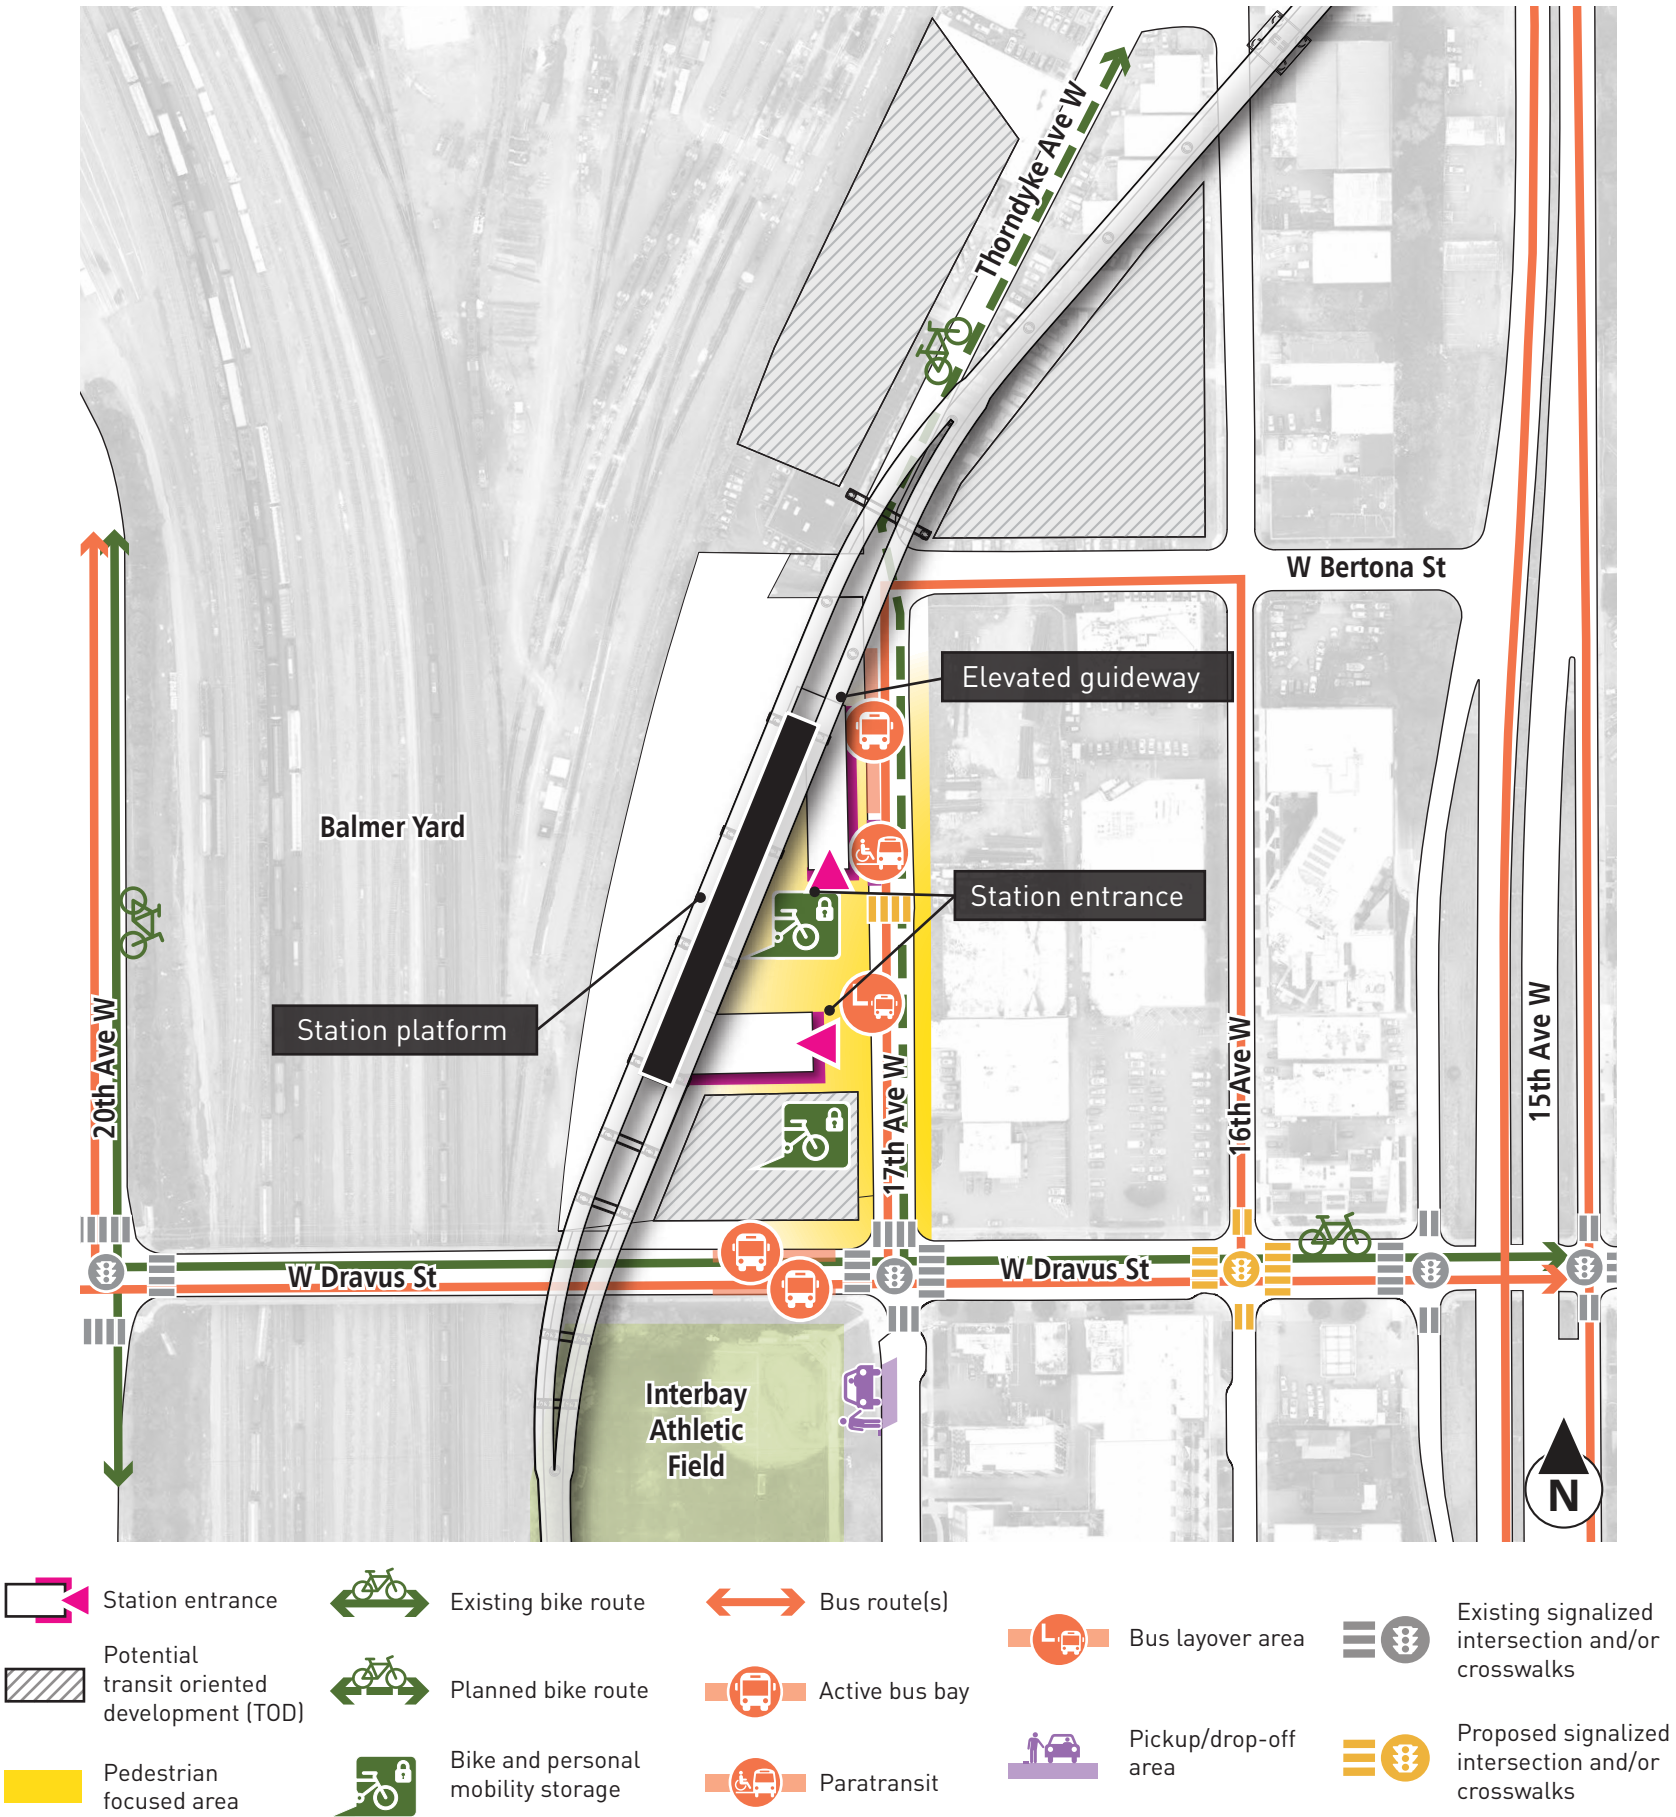 Thorndyke Ave W
W Bertona St
Elevated guideway
Balmer Yard
Station entrance
Station platform
20th Ave W
17th Ave W
16th Ave W
15th Ave W
W Dravus St
W Dravus St
Interbay
Athletic
Field
N
Station entrance
Potential
transit oriented
development (TOD)
Pedestrian
focused area
Existing bike route
Planned bike route
Bike and personal
mobility storage
Bus route(s)
Active bus bay
Paratransit
L
Bus layover area
Pickup/drop-off
area
Existing signalized
intersection and/or
crosswalks
Proposed signalized
intersection and/or
crosswalks